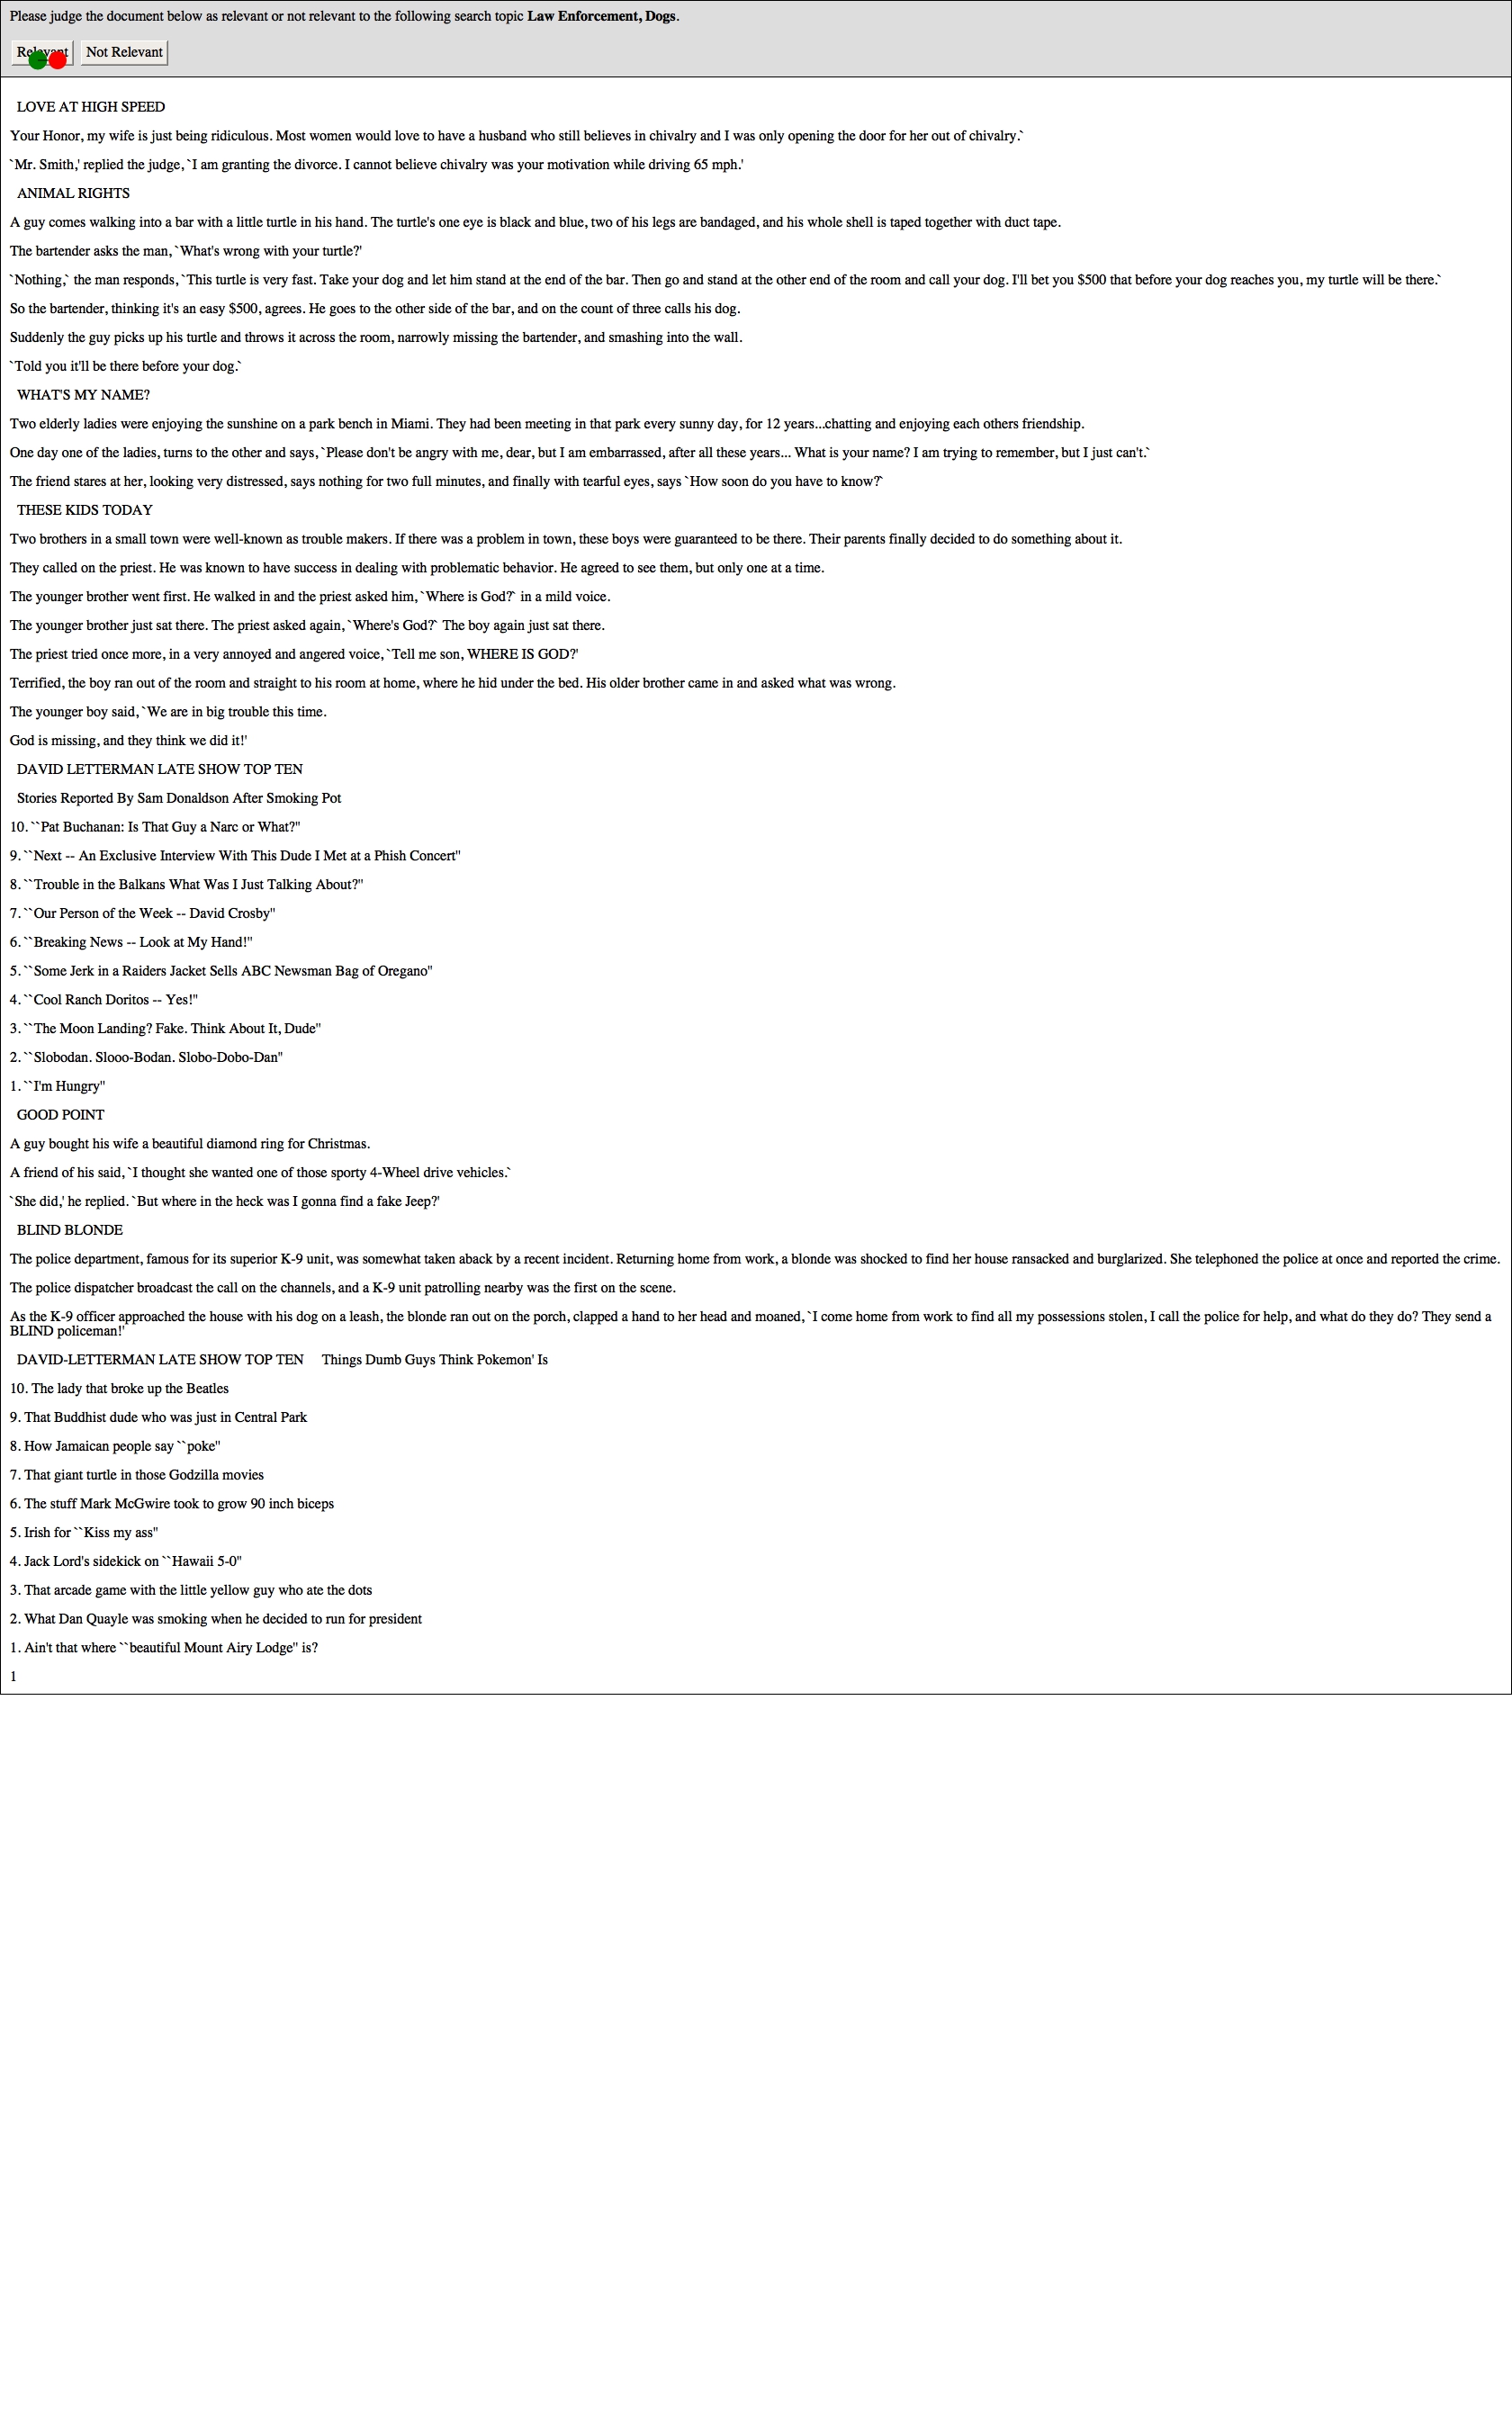 Please judge the document below as relevant or not relevant to the following search topic Law Enforcement, Dogs.
Relevant Not Relevant
LOVE AT HIGH SPEED
Your Honor, my wife is just being ridiculous. Most women would love to have a husband who still believes in chivalry and I was only opening the door for her out of chivalry.`
`Mr. Smith,' replied the judge, `I am granting the divorce. I cannot believe chivalry was your motivation while driving 65 mph.'
ANIMAL RIGHTS
A guy comes walking into a bar with a little turtle in his hand. The turtle's one eye is black and blue, two of his legs are bandaged, and his whole shell is taped together with duct tape.
The bartender asks the man, `What's wrong with your turtle?'
`Nothing,` the man responds, `This turtle is very fast. Take your dog and let him stand at the end of the bar. Then go and stand at the other end of the room and call your dog. I'll bet you $500 that before your dog reaches you, my turtle will be there.`
So the bartender, thinking it's an easy $500, agrees. He goes to the other side of the bar, and on the count of three calls his dog.
Suddenly the guy picks up his turtle and throws it across the room, narrowly missing the bartender, and smashing into the wall.
`Told you it'll be there before your dog.`
WHAT'S MY NAME?
Two elderly ladies were enjoying the sunshine on a park bench in Miami. They had been meeting in that park every sunny day, for 12 years...chatting and enjoying each others friendship.
One day one of the ladies, turns to the other and says, `Please don't be angry with me, dear, but I am embarrassed, after all these years... What is your name? I am trying to remember, but I just can't.`
The friend stares at her, looking very distressed, says nothing for two full minutes, and finally with tearful eyes, says `How soon do you have to know?`
THESE KIDS TODAY
Two brothers in a small town were well-known as trouble makers. If there was a problem in town, these boys were guaranteed to be there. Their parents finally decided to do something about it.
They called on the priest. He was known to have success in dealing with problematic behavior. He agreed to see them, but only one at a time.
The younger brother went first. He walked in and the priest asked him, `Where is God?` in a mild voice.
The younger brother just sat there. The priest asked again, `Where's God?` The boy again just sat there.
The priest tried once more, in a very annoyed and angered voice, `Tell me son, WHERE IS GOD?'
Terrified, the boy ran out of the room and straight to his room at home, where he hid under the bed. His older brother came in and asked what was wrong.
The younger boy said, `We are in big trouble this time.
God is missing, and they think we did it!'
DAVID LETTERMAN LATE SHOW TOP TEN
Stories Reported By Sam Donaldson After Smoking Pot
10. ``Pat Buchanan: Is That Guy a Narc or What?''
9. ``Next -- An Exclusive Interview With This Dude I Met at a Phish Concert''
8. ``Trouble in the Balkans What Was I Just Talking About?''
7. ``Our Person of the Week -- David Crosby''
6. ``Breaking News -- Look at My Hand!''
5. ``Some Jerk in a Raiders Jacket Sells ABC Newsman Bag of Oregano''
4. ``Cool Ranch Doritos -- Yes!''
3. ``The Moon Landing? Fake. Think About It, Dude''
2. ``Slobodan. Slooo-Bodan. Slobo-Dobo-Dan''
1. ``I'm Hungry''
GOOD POINT
A guy bought his wife a beautiful diamond ring for Christmas.
A friend of his said, `I thought she wanted one of those sporty 4-Wheel drive vehicles.`
`She did,' he replied. `But where in the heck was I gonna find a fake Jeep?'
BLIND BLONDE
The police department, famous for its superior K-9 unit, was somewhat taken aback by a recent incident. Returning home from work, a blonde was shocked to find her house ransacked and burglarized. She telephoned the police at once and reported the crime.
The police dispatcher broadcast the call on the channels, and a K-9 unit patrolling nearby was the first on the scene.
As the K-9 officer approached the house with his dog on a leash, the blonde ran out on the porch, clapped a hand to her head and moaned, `I come home from work to find all my possessions stolen, I call the police for help, and what do they do? They send a
BLIND policeman!'
DAVID-LETTERMAN LATE SHOW TOP TEN Things Dumb Guys Think Pokemon' Is
10. The lady that broke up the Beatles
9. That Buddhist dude who was just in Central Park
8. How Jamaican people say ``poke''
7. That giant turtle in those Godzilla movies
6. The stuff Mark McGwire took to grow 90 inch biceps
5. Irish for ``Kiss my ass''
4. Jack Lord's sidekick on ``Hawaii 5-0''
3. That arcade game with the little yellow guy who ate the dots
2. What Dan Quayle was smoking when he decided to run for president
1. Ain't that where ``beautiful Mount Airy Lodge'' is?
1